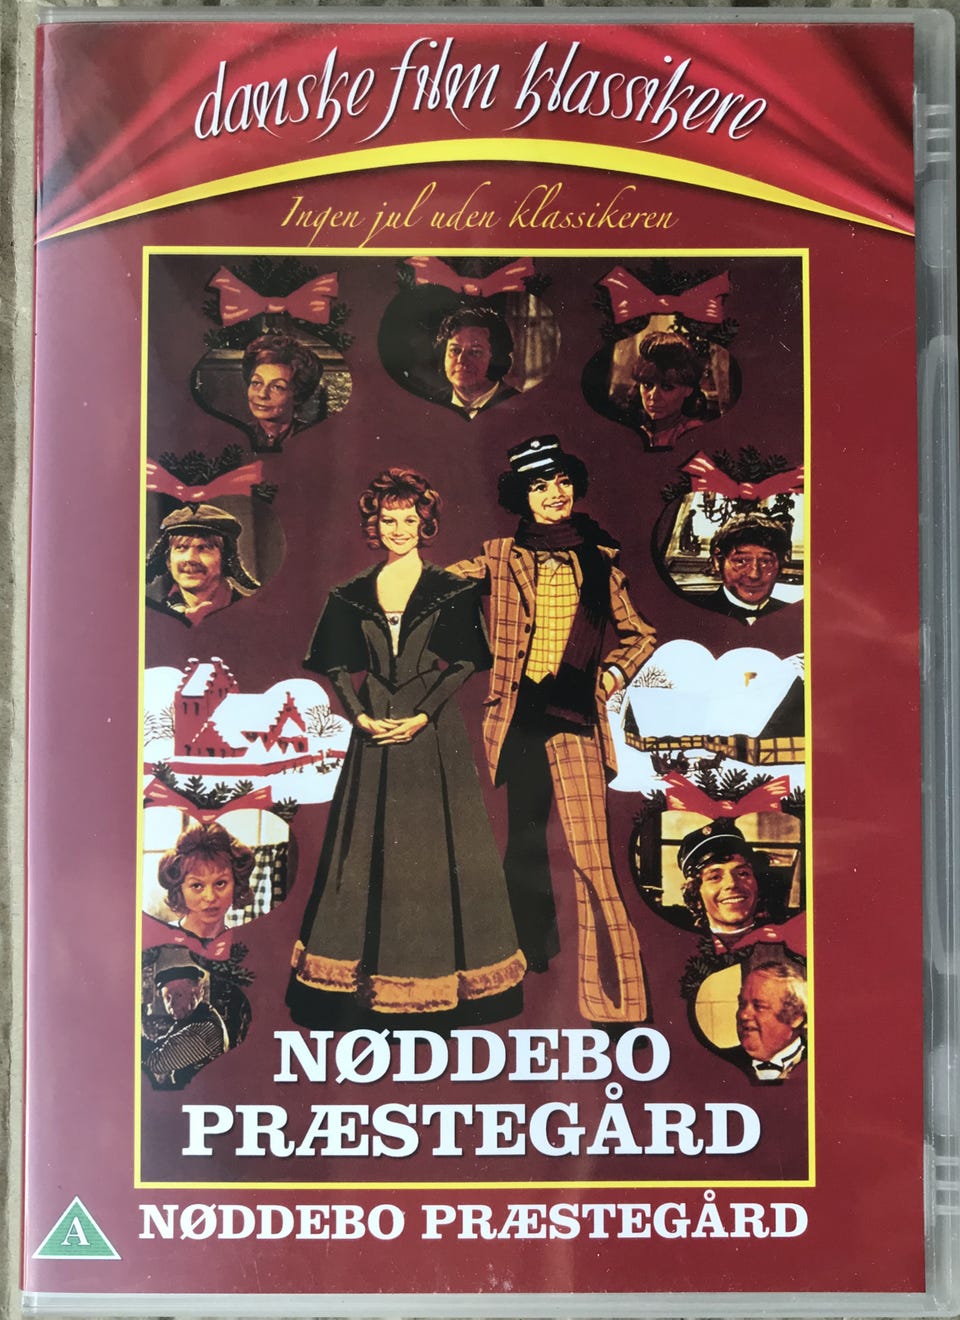 danske film klassikere
Ingen jul uden klassikeren
NØDDEBO
PRÆSTEGÅRD
A
NØDDEBO PRÆSTEGÅRD